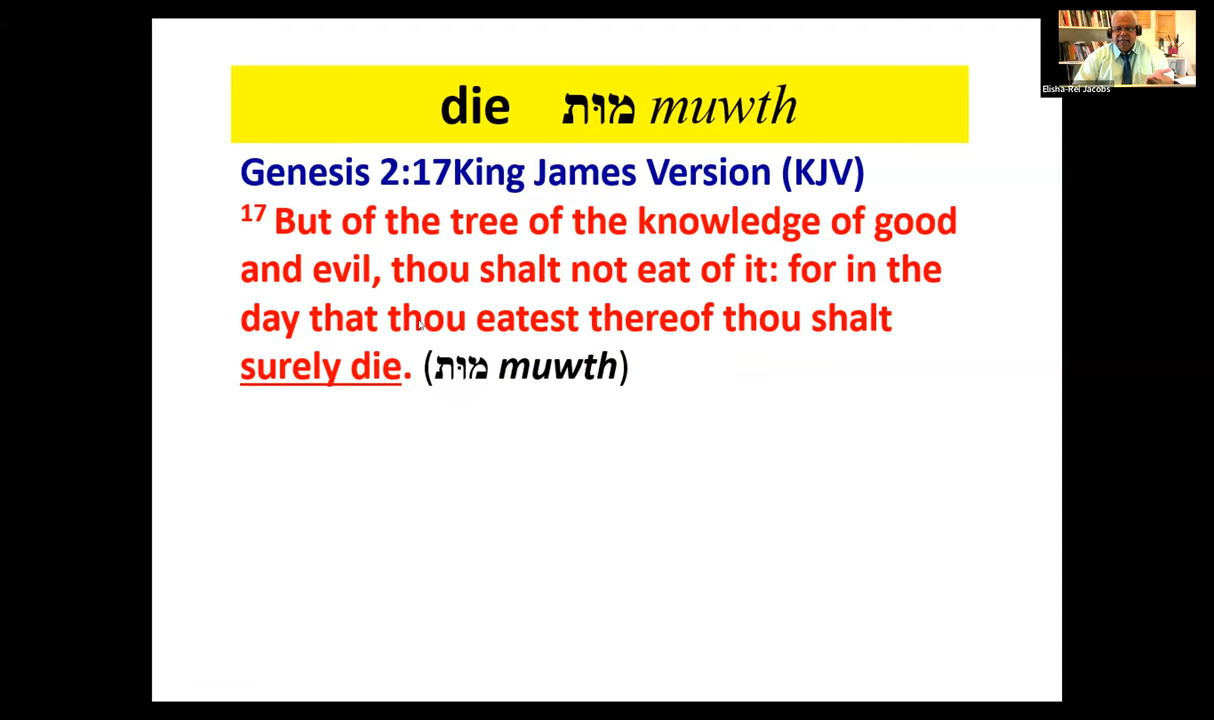 die מוּת muwth
Genesis 2:17King James Version (KJV)
17 But of the tree of the knowledge of good
and evil, thou shalt not eat of it: for in the
day that thou eatest thereof thou shalt
surely die. (מוּת muwth)
Elisha-Rei Jacobs